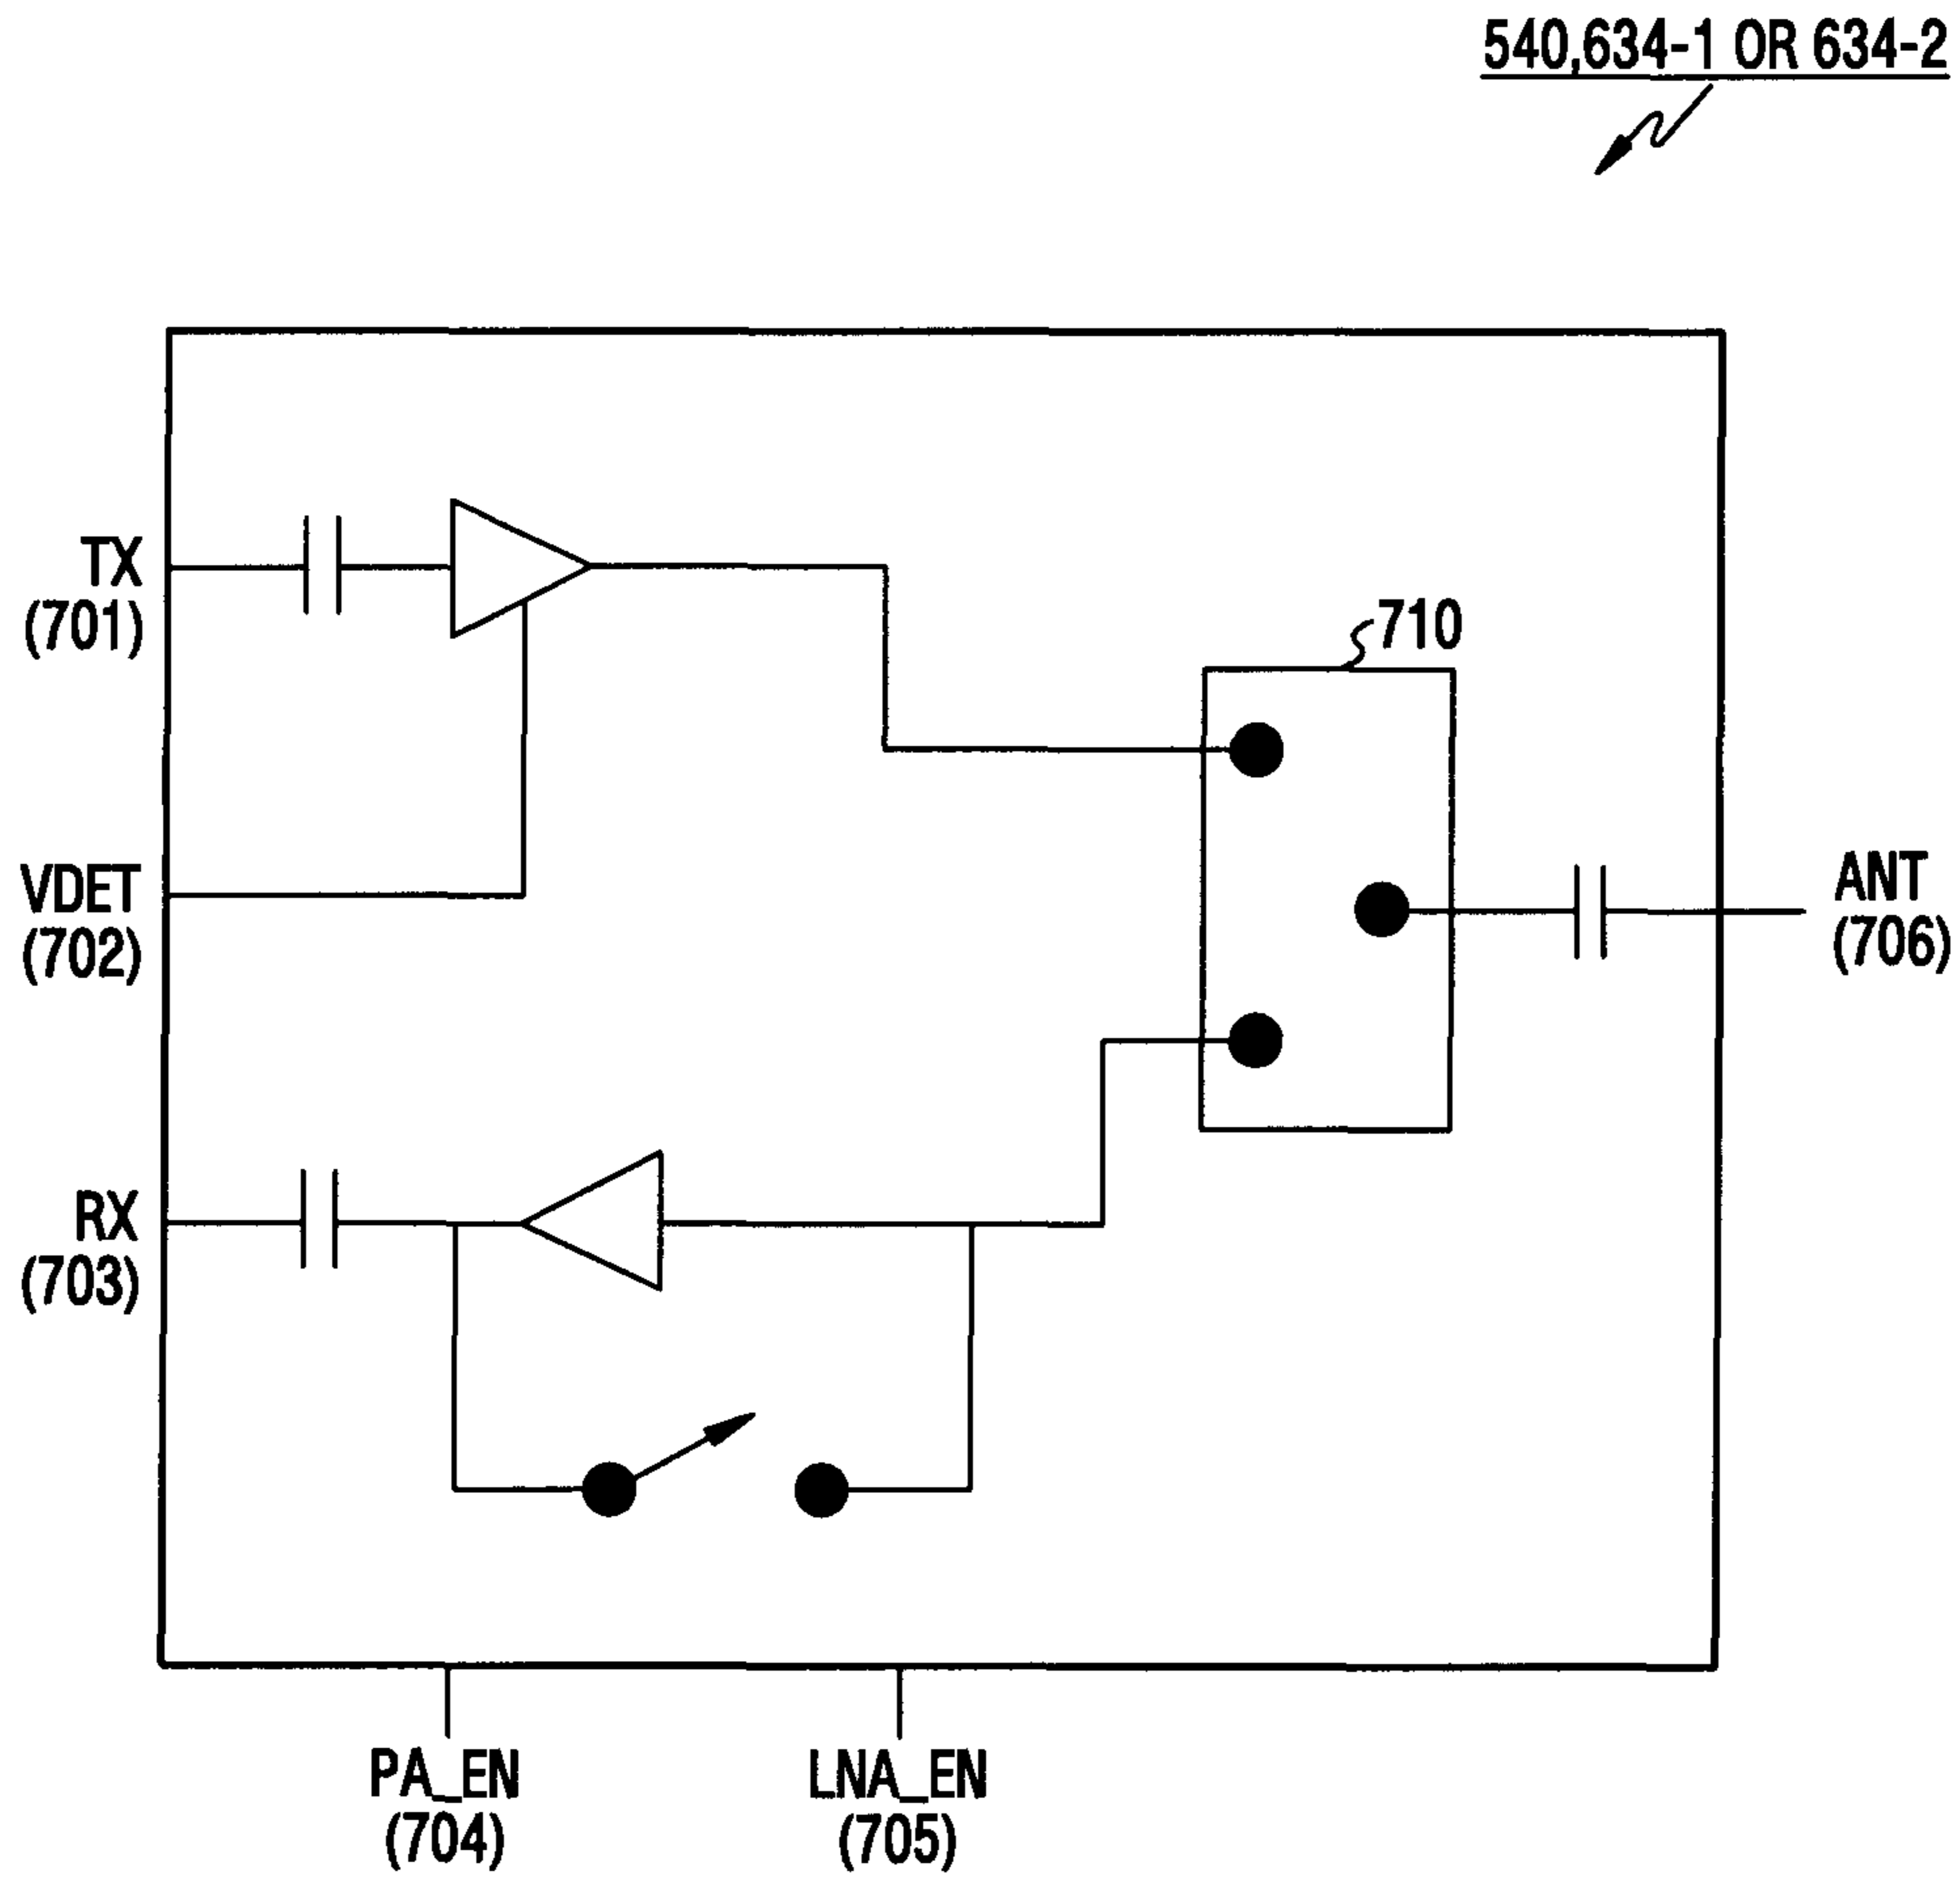 540,634-1 OR 634-2
TX
(701)
710
VDET
(702)
ANT
(706)
RX
(703)
PA_EN
(704)
LNA_EN
(705)